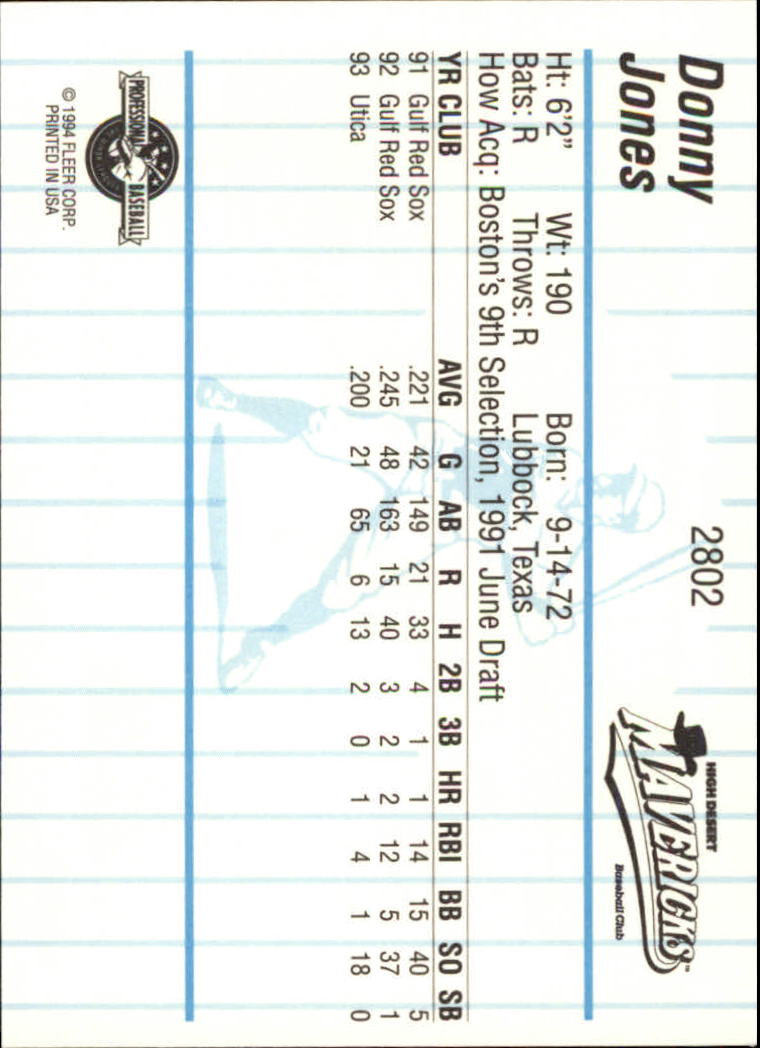 Donny
Jones
2802
HIGH DESERT
MAVERICKS™
Baseball Club
Ht: 6'2" Wt: 190 Born: 9-14-72
Bats: R Throws: R Lubbock, Texas
How Acq: Boston's 9th Selection, 1991 June Draft
YR CLUB AVG G AB R H 2B 3B HR RBI BB SO SB
91 Gulf Red Sox .221 42 149 21 33 4 1 1 14 15 40 5
92 Gulf Red Sox .245 48 163 15 40 3 2 2 12 5 37 1
93 Utica .200 21 65 6 13 2 0 1 4 1 18 0
PROFESSIONAL BASEBALL
© 1994 FLEER CORP.
PRINTED IN USA